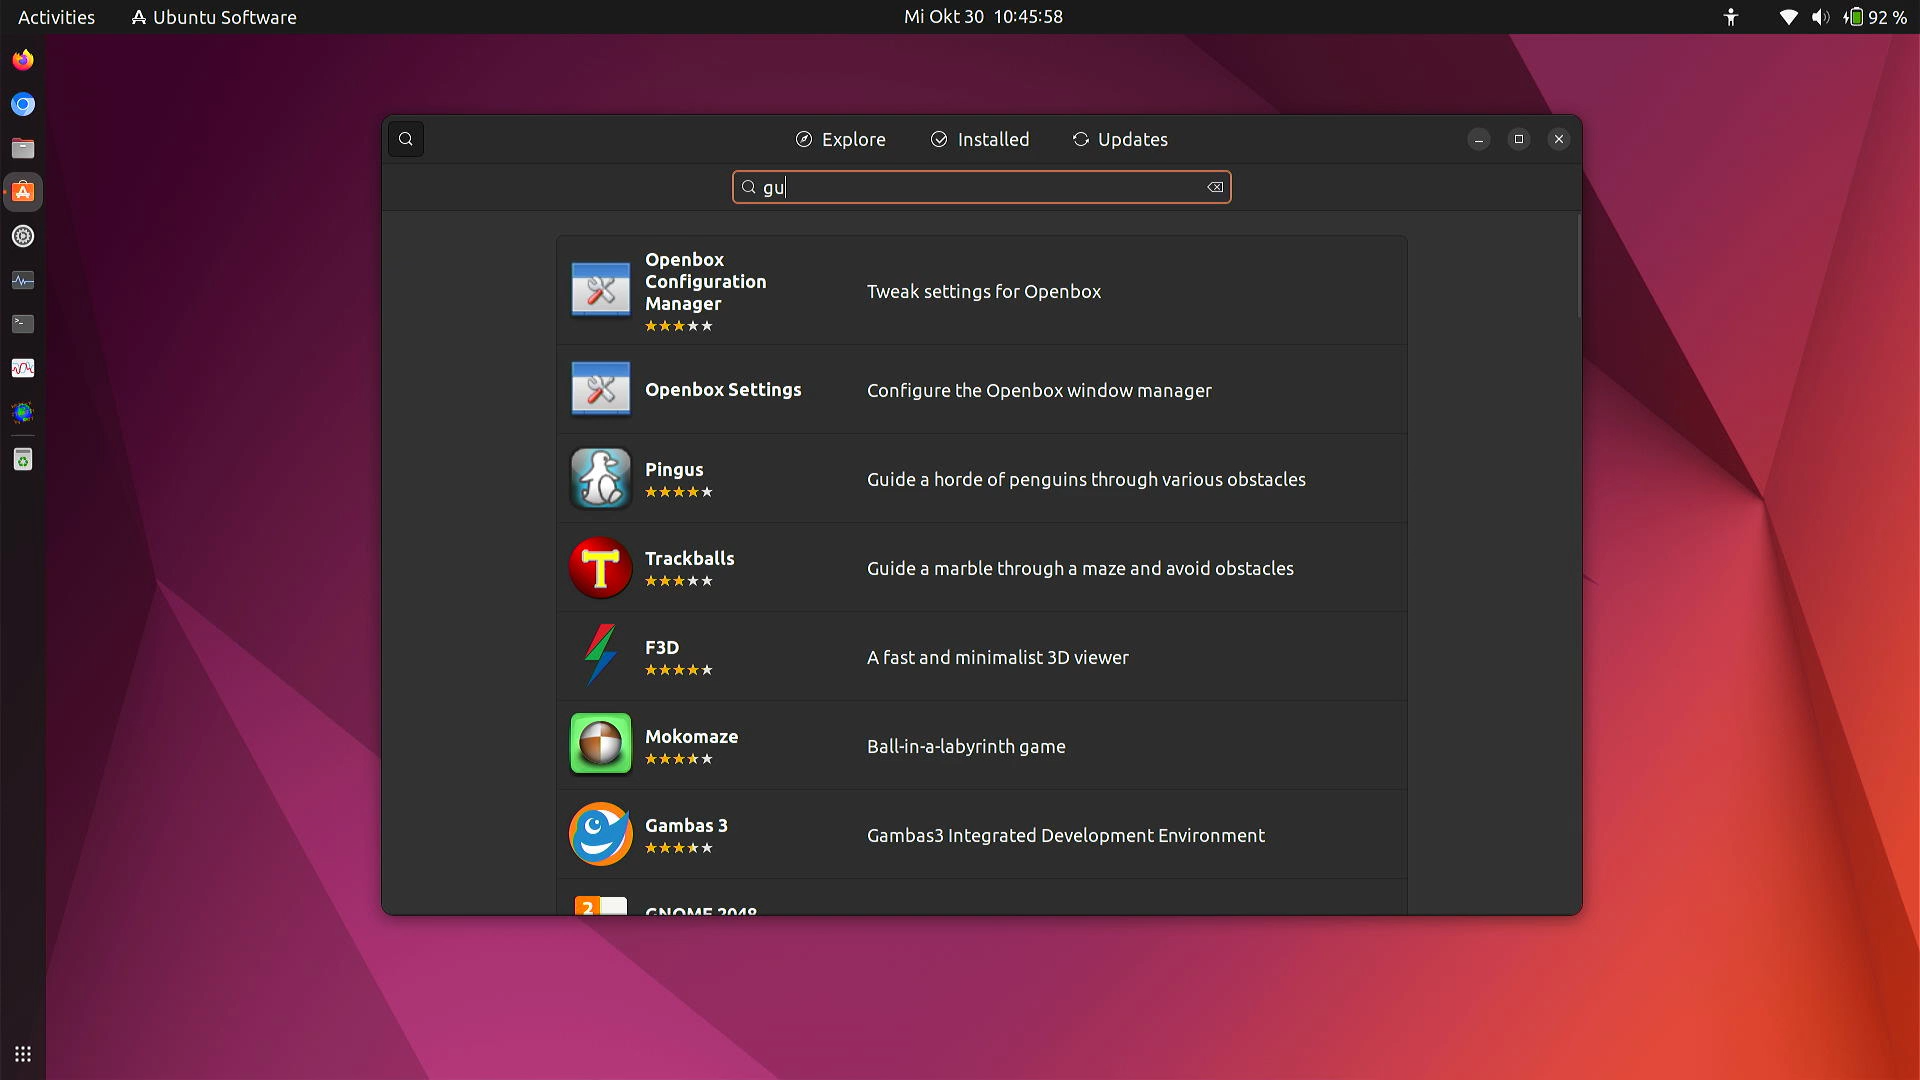 Activities
Ubuntu Software
Mi Okt 30 10:45:58
92 %
Explore
Installed
Updates
gu
Openbox
Configuration
Manager
Tweak settings for Openbox
Openbox Settings
Configure the Openbox window manager
Pingus
Guide a horde of penguins through various obstacles
Trackballs
Guide a marble through a maze and avoid obstacles
F3D
A fast and minimalist 3D viewer
Mokomaze
Ball-in-a-labyrinth game
Gambas 3
Gambas3 Integrated Development Environment
2
GNOME 2048